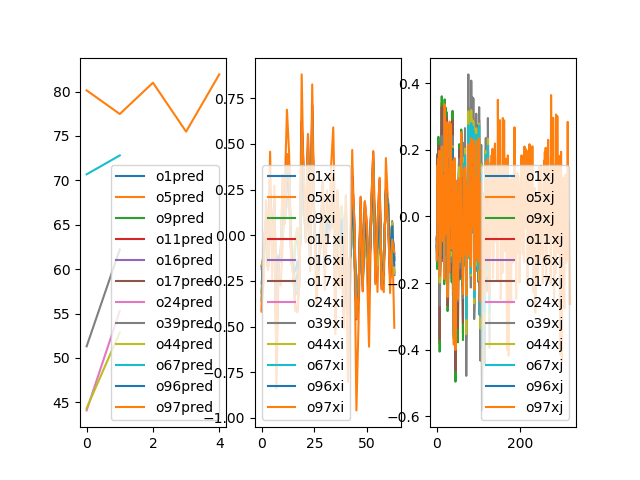 80
75
70
65
60
55
50
45
0
2
4
o1pred
o5pred
o9pred
o11pred
o16pred
o17pred
o24pred
o39pred
o44pred
o67pred
o96pred
o97pred
0.75
0.50
0.25
0.00
−0.25
−0.50
−0.75
−1.00
0
25
50
o1xi
o5xi
o9xi
o11xi
o16xi
o17xi
o24xi
o39xi
o44xi
o67xi
o96xi
o97xi
0.4
0.2
0.0
−0.2
−0.4
−0.6
0
200
o1xj
o5xj
o9xj
o11xj
o16xj
o17xj
o24xj
o39xj
o44xj
o67xj
o96xj
o97xj